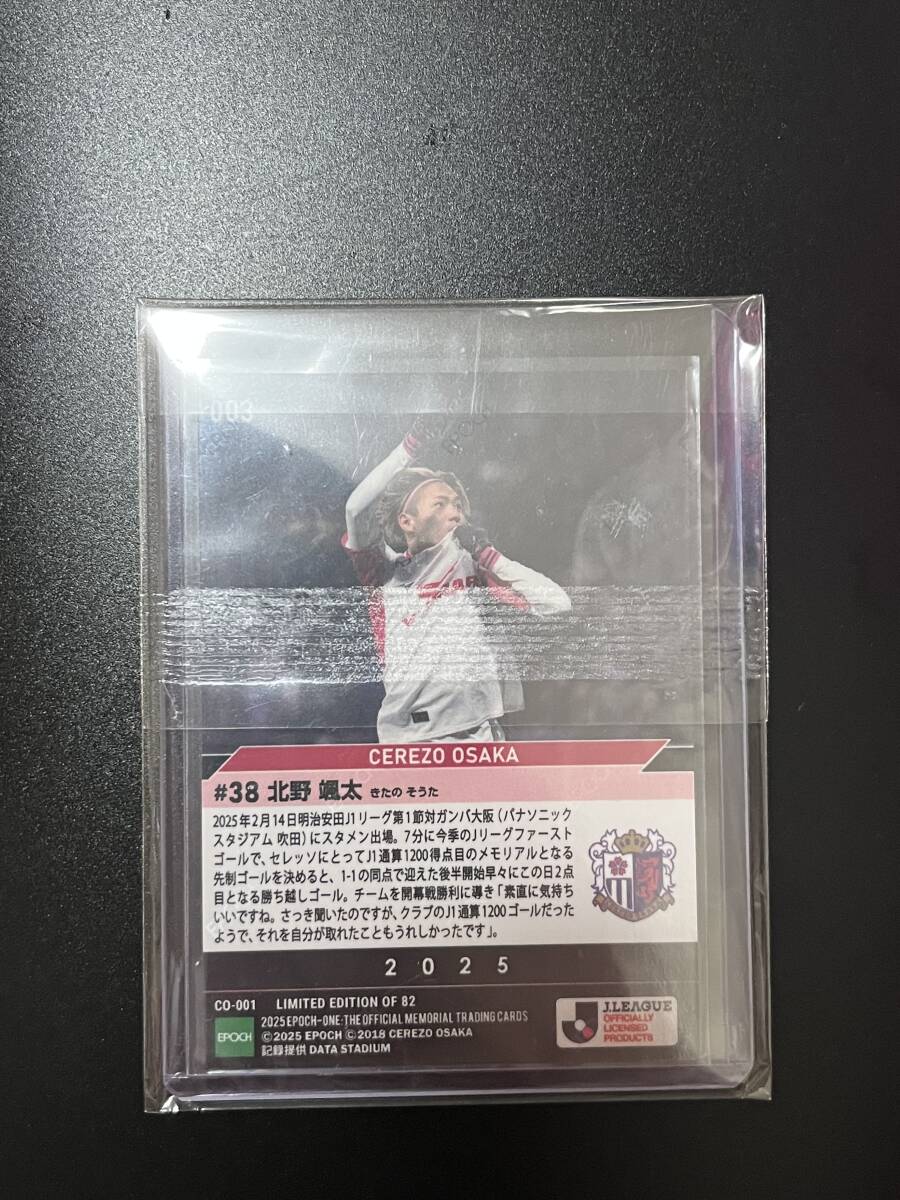 003
EPOCH
CEREZO OSAKA
#38 北野 颯太 きたの そうた
2025年2月14日明治安田J1リーグ第1節対ガンバ大阪（パナソニック
スタジアム 吹田）にスタメン出場。7分に今季のJリーグファースト
ゴールで、セレッソにとってJ1通算1200得点目のメモリアルとなる
先制ゴールを決めると、1-1の同点で迎えた後半開始早々にこの日2点
目となる勝ち越しゴール。チームを開幕戦勝利に導き「素直に気持ち
いいですね。さっき聞いたのですが、クラブのJ1通算1200ゴールだった
ようで、それを自分が取れたこともうれしかったです」。
2025
CO-001 LIMITED EDITION OF 82
EPOCH
2025 EPOCH-ONE: THE OFFICIAL MEMORIAL TRADING CARDS
©2025 EPOCH ©2018 CEREZO OSAKA
記録提供 DATA STADIUM
J.LEAGUE
OFFICIALLY
LICENSED
PRODUCTS